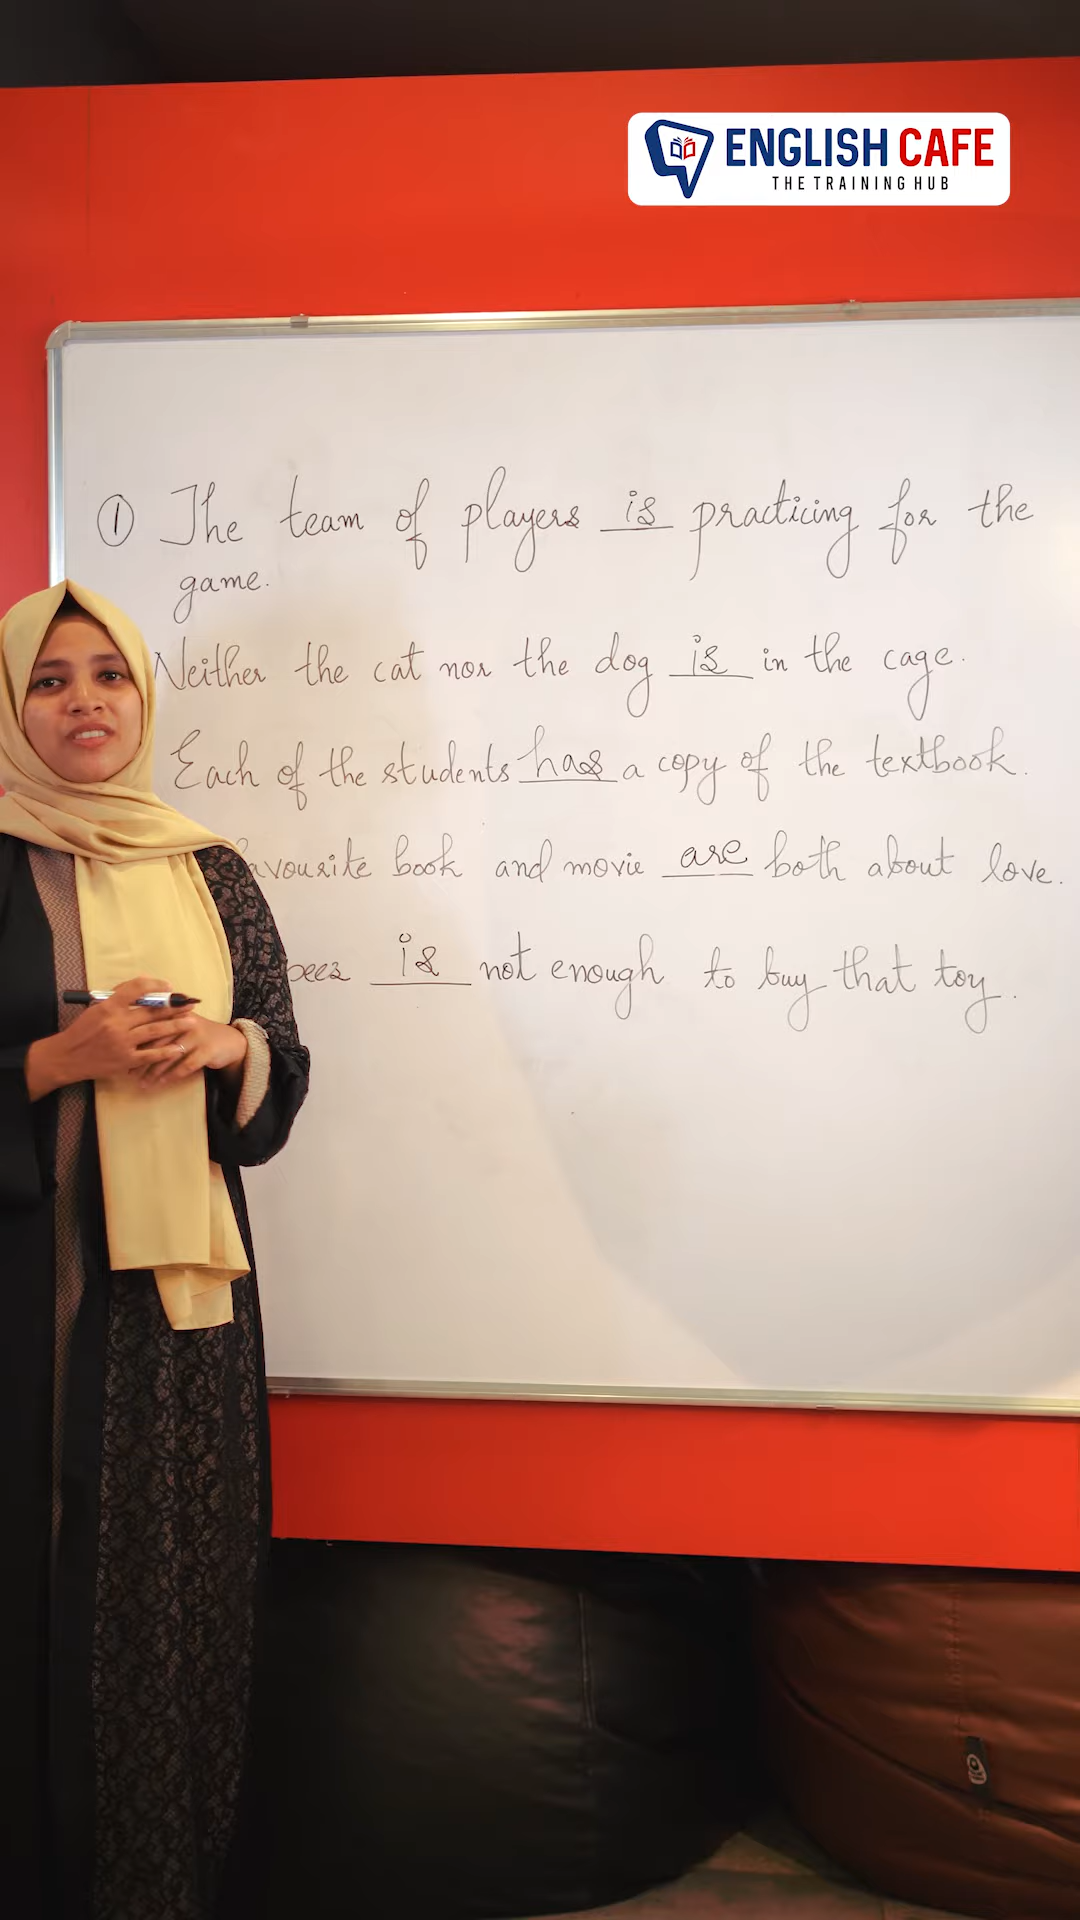 ENGLISH CAFE
THE TRAINING HUB
① The team of players is practicing for the
game.
Neither the cat nor the dog is in the cage.
Each of the students has a copy of the textbook.
favourite book and movie are both about love.
is not enough to buy that toy.